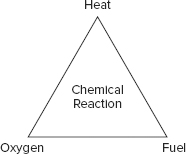 Heat
Chemical
Reaction
Oxygen
Fuel